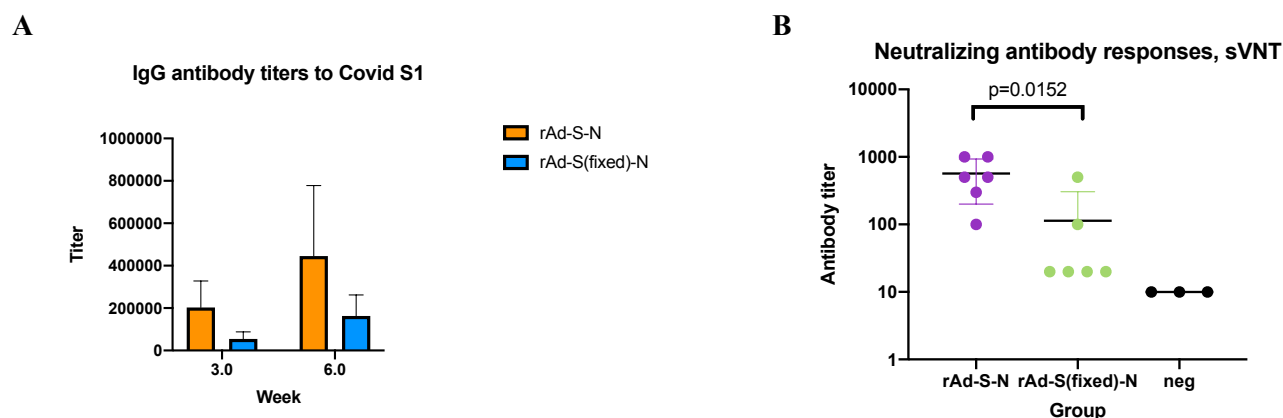 A
IgG antibody titers to Covid S1
1000000
800000
600000
400000
200000
0
Titer
3.0
6.0
Week
rAd-S-N
rAd-S(fixed)-N
B
Neutralizing antibody responses, sVNT
p=0.0152
10000
1000
100
10
1
Antibody titer
rAd-S-N
rAd-S(fixed)-N
neg
Group